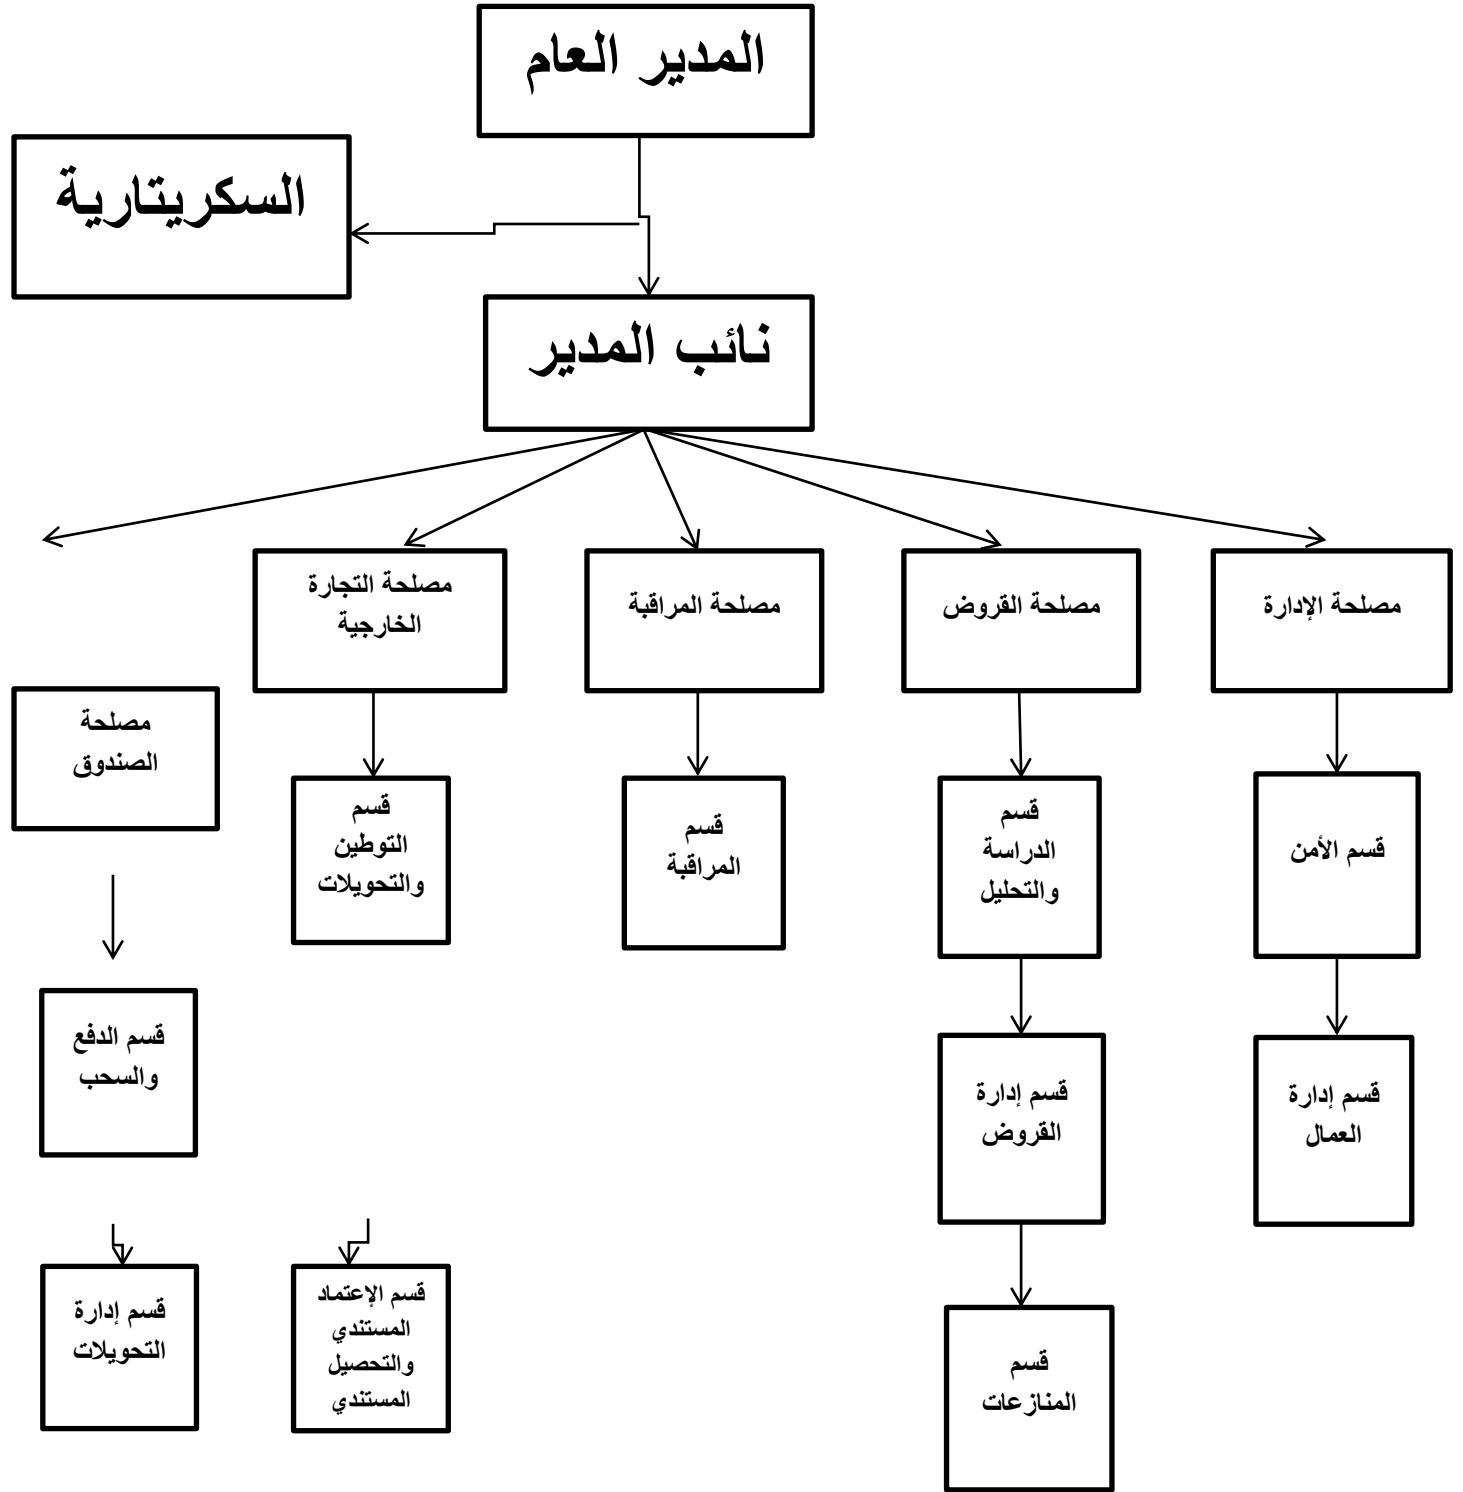 المدير العام
السكريتارية
نائب المدير
مصلحة الإدارة
مصلحة القروض
مصلحة المراقبة
مصلحة التجارة
الخارجية
مصلحة
الصندوق
قسم الأمن
قسم
الدراسة
والتحليل
قسم
المراقبة
قسم
التوطين
والتحويلات
قسم الدفع
والسحب
قسم إدارة
العمال
قسم إدارة
القروض
قسم الإعتماد
المستندي
والتحصيل
المستندي
قسم إدارة
التحويلات
قسم
المنازعات